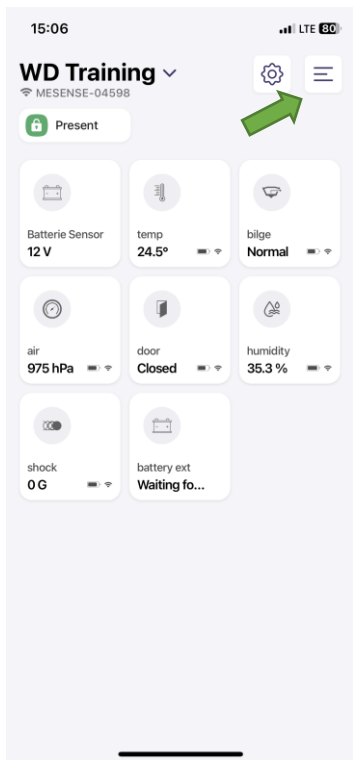 15:06
LTE 80
WD Training
MESENSE-04598
Present
Batterie Sensor
12 V
temp
24.5°
bilge
Normal
air
975 hPa
door
Closed
humidity
35.3 %
shock
0 G
battery ext
Waiting fo...